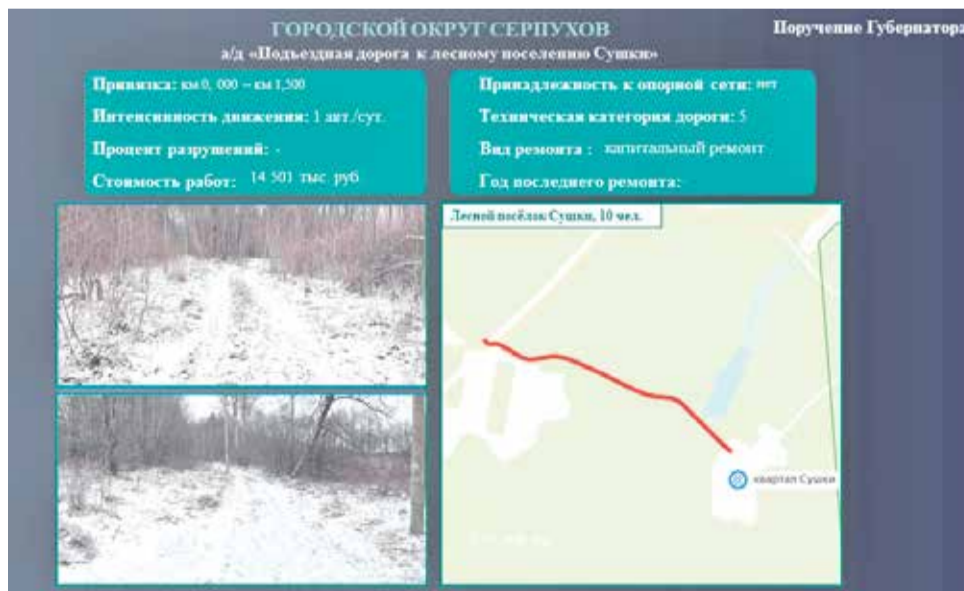 ГОРОДСКОЙ ОКРУГ СЕРПУХОВ
Поручение Губернатора
а/д «Подъездная дорога к лесному поселению Сушки»
Привязка: км 0, 000 – км 1,500
Интенсивность движения: 1 авт./сут.
Процент разрушений: -
Стоимость работ: 14 501 тыс руб
Принадлежность к опорной сети: нет
Техническая категория дороги: 5
Вид ремонта : капитальный ремонт
Год последнего ремонта:
Лесной посёлок Сушки, 10 чел.
квартал Сушки